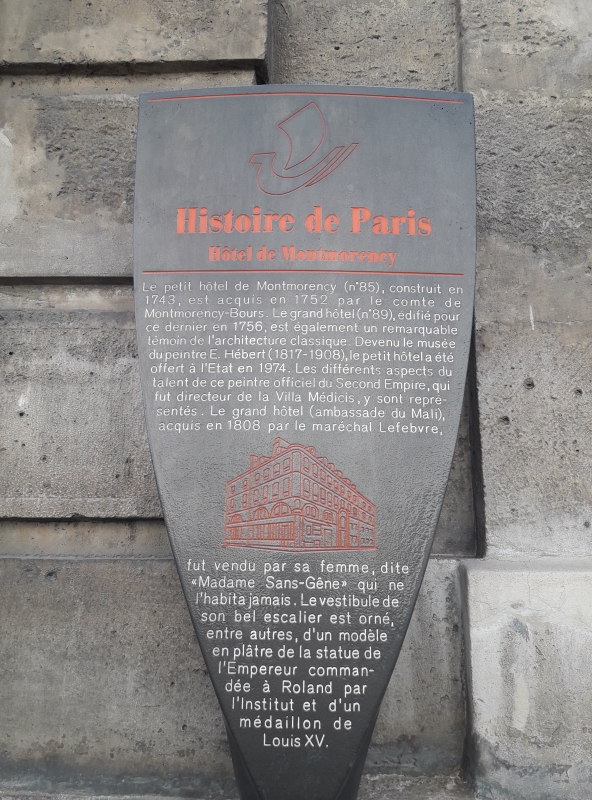 Histoire de Paris
Hôtel de Montmorency
Le petit hôtel de Montmorency (n°85), construit en
1743, est acquis en 1752 par le comte de
Montmorency-Bours. Le grand hôtel (n°89), édifié pour
ce dernier en 1756, est également un remarquable
témoin de l'architecture classique. Devenu le musée
du peintre E. Hébert (1817-1908), le petit hôtel a été
offert à l'Etat en 1974. Les différents aspects du
talent de ce peintre officiel du Second Empire, qui
fut directeur de la Villa Médicis, y sont repré-
sentés. Le grand hôtel (ambassade du Mali),
acquis en 1808 par le maréchal Lefebvre,
fut vendu par sa femme, dite
«Madame Sans-Gêne» qui ne
l'habita jamais. Le vestibule de
son bel escalier est orné,
entre autres, d'un modèle
en plâtre de la statue de
l'Empereur comman-
dée à Roland par
l'Institut et d'un
médaillon de
Louis XV.